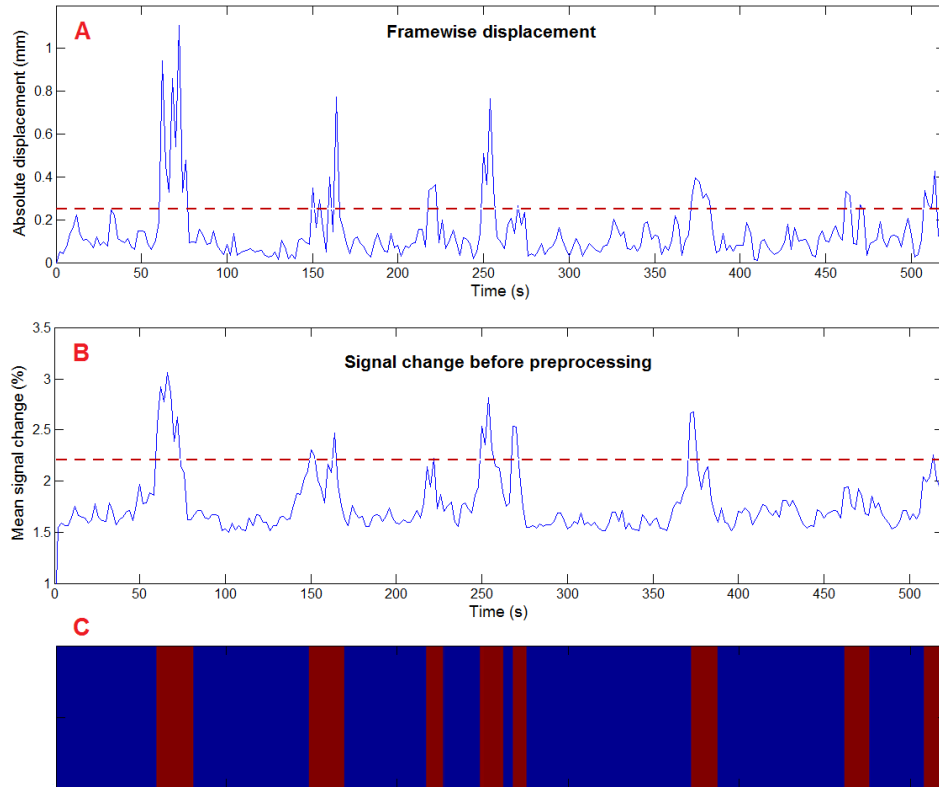 A
Framewise displacement
Absolute displacement (mm)
1
0.8
0.6
0.4
0.2
0
0 50 100 150 200 250 300 350 400 450 500
Time (s)
B
Signal change before preprocessing
Mean signal change (%)
3.5
3
2.5
2
1.5
1
0 50 100 150 200 250 300 350 400 450 500
Time (s)
C